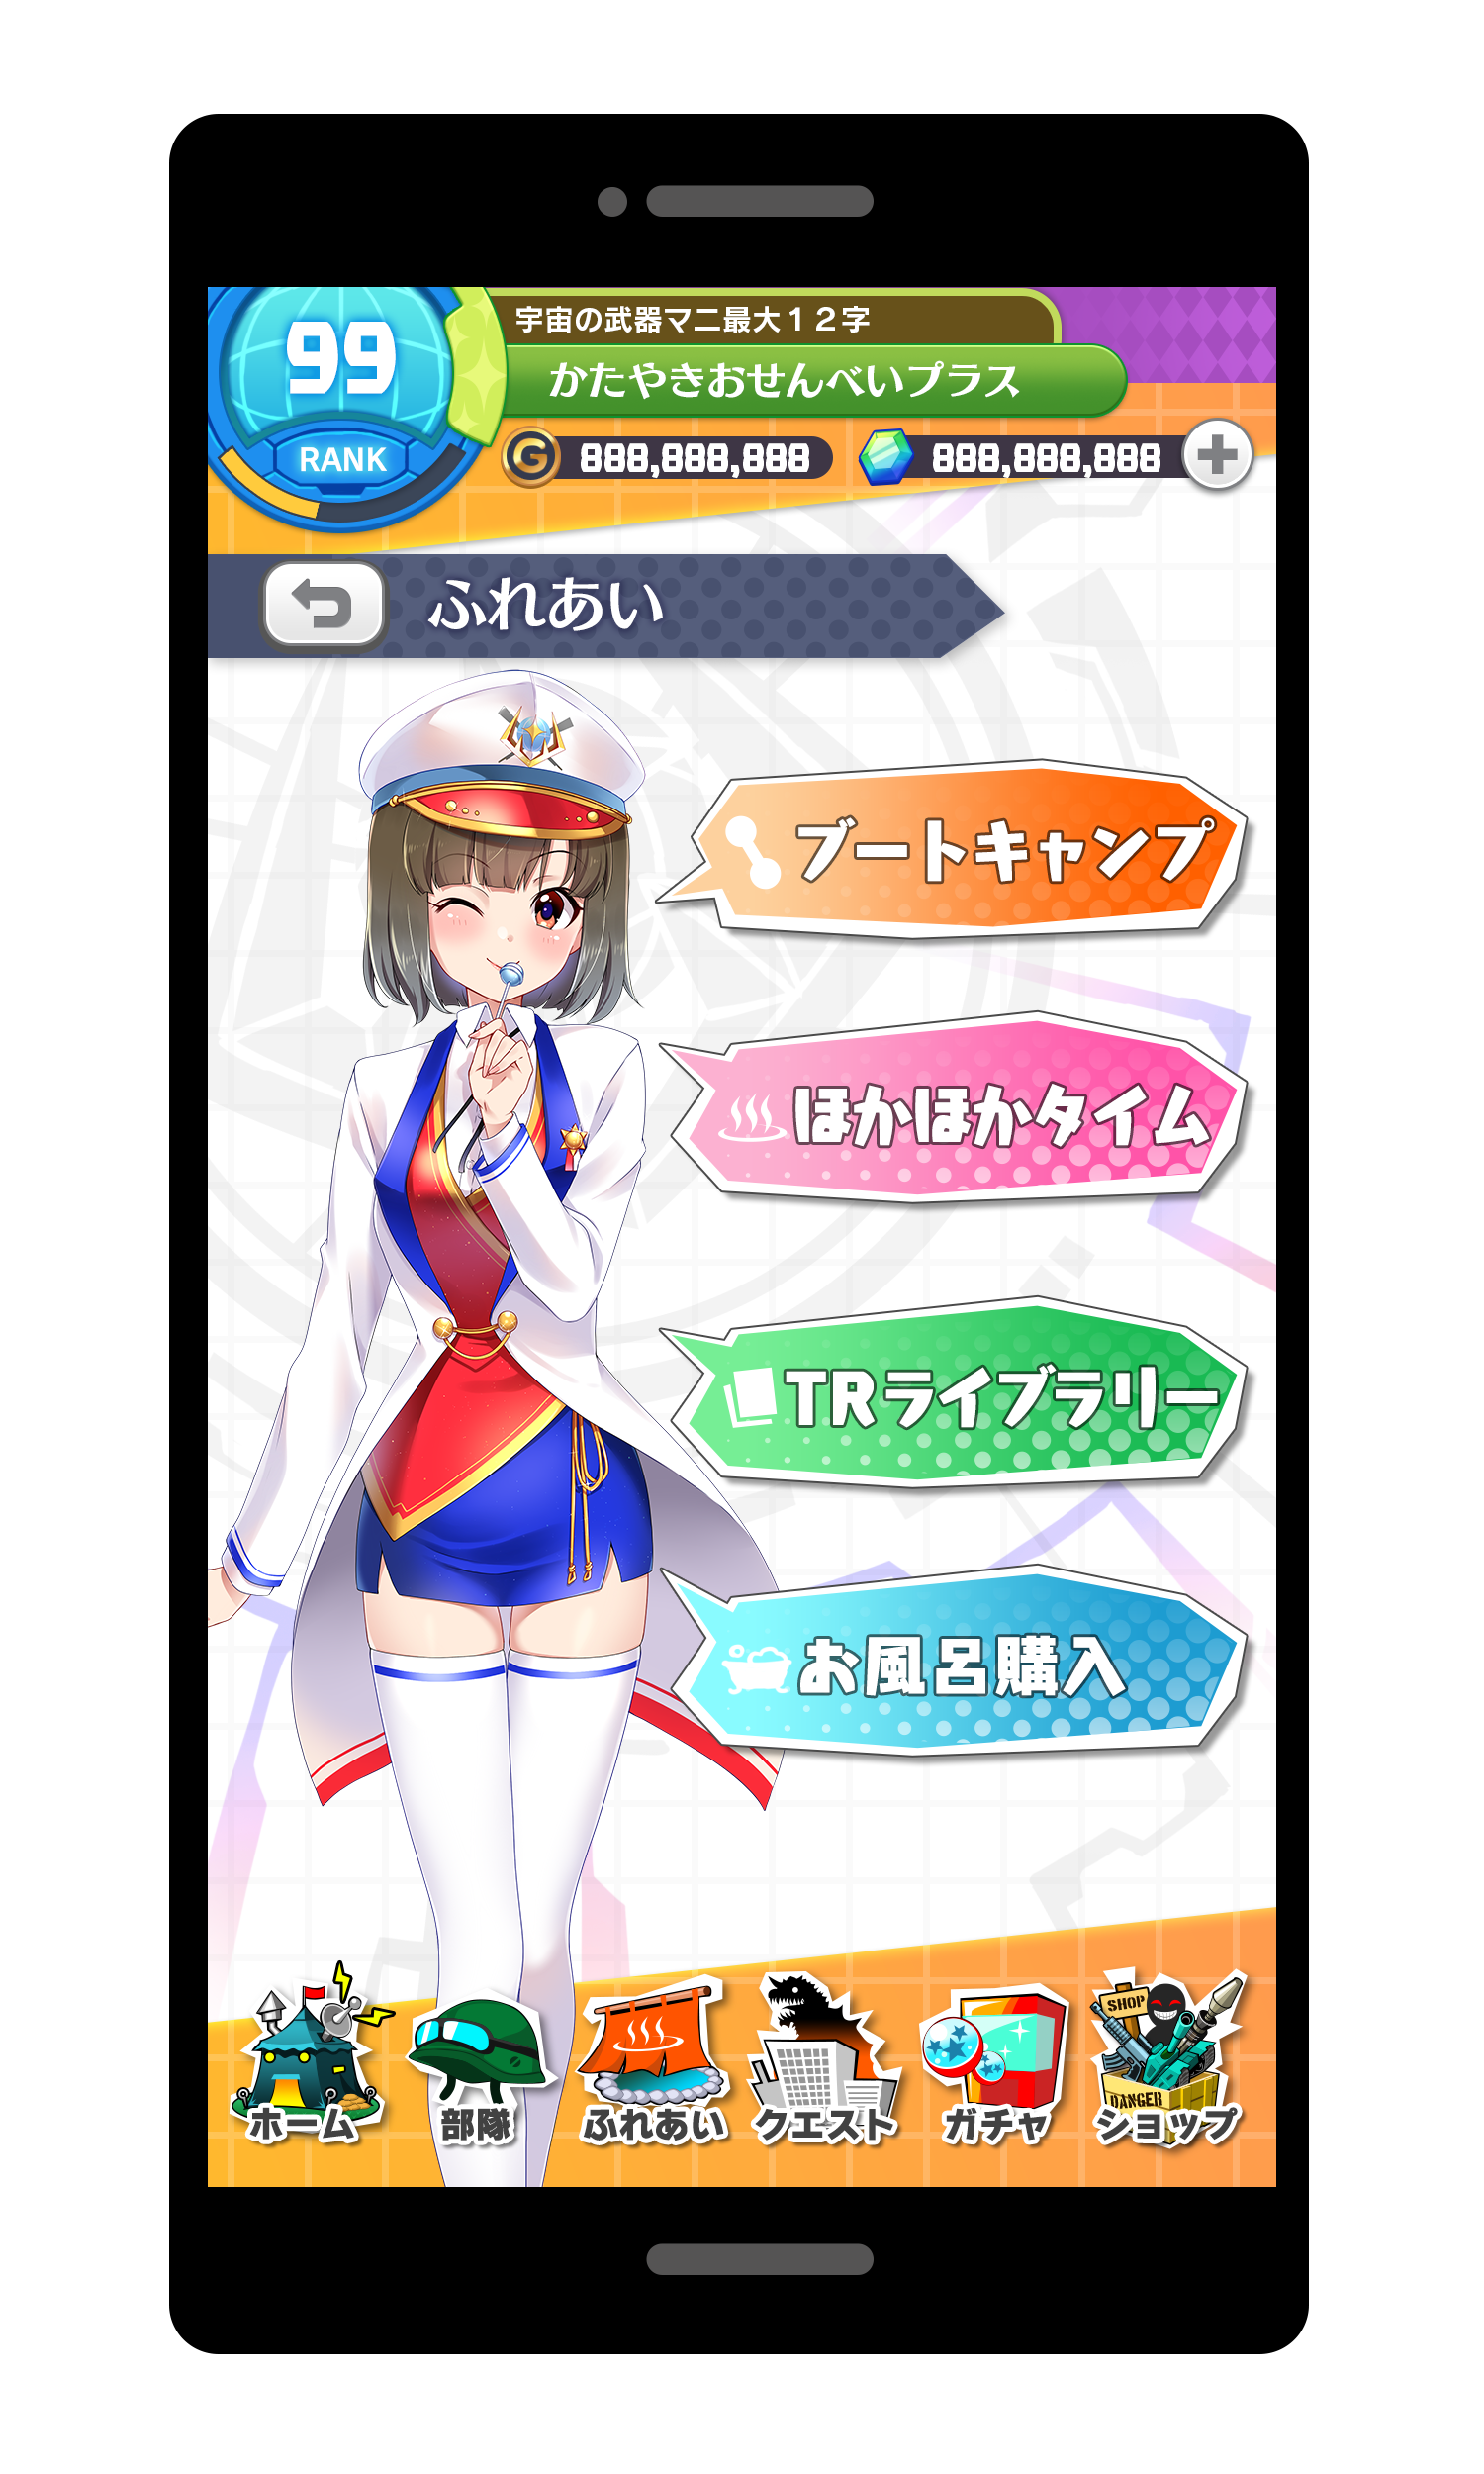 99
RANK
宇宙の武器マニ最大１２字
かたやきおせんべいプラス
G
888,888,888
888,888,888
ふれあい
ブートキャンプ
ほかほかタイム
TRライブラリー
お風呂購入
SHOP
DANGER
ホーム
部隊
ふれあい
クエスト
ガチャ
ショップ